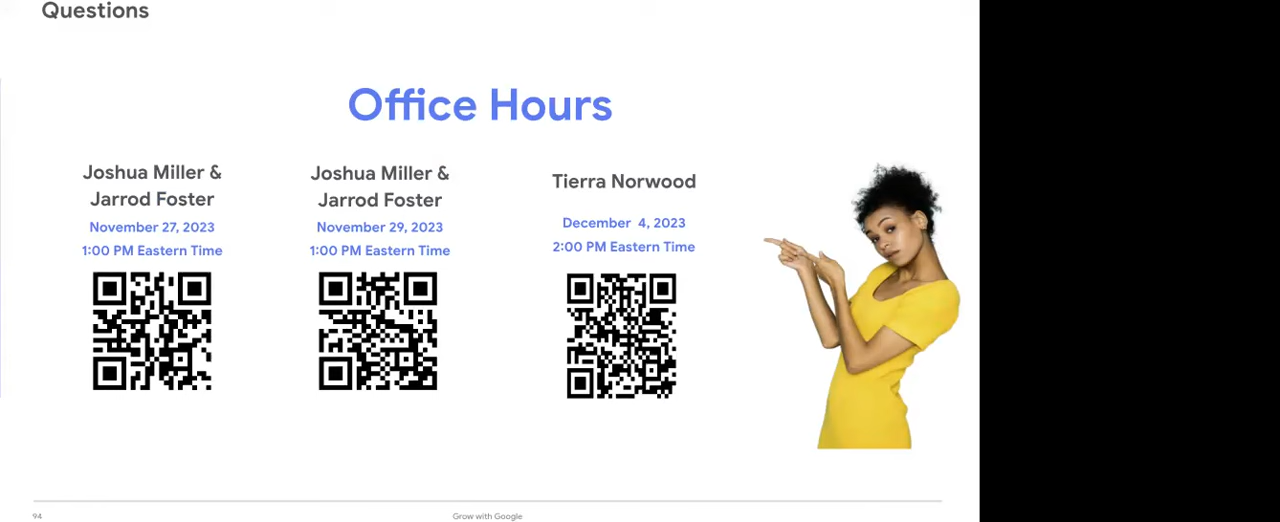 Questions
Office Hours
Joshua Miller &
Jarrod Foster
November 27, 2023
1:00 PM Eastern Time
Joshua Miller &
Jarrod Foster
November 29, 2023
1:00 PM Eastern Time
Tierra Norwood
December 4, 2023
2:00 PM Eastern Time
94
Grow with Google